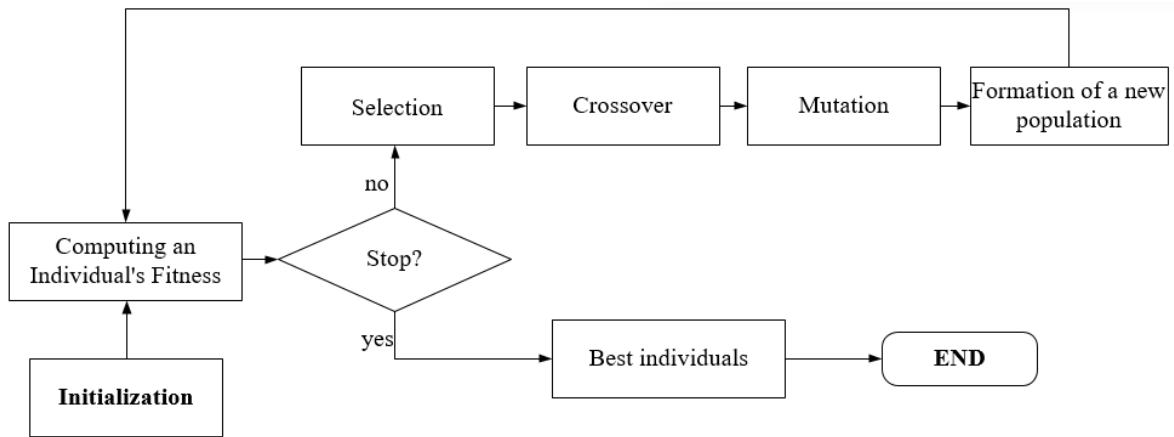 Selection
Crossover
Mutation
Formation of a new
population
no
Computing an
Individual's Fitness
Stop?
yes
Best individuals
END
Initialization